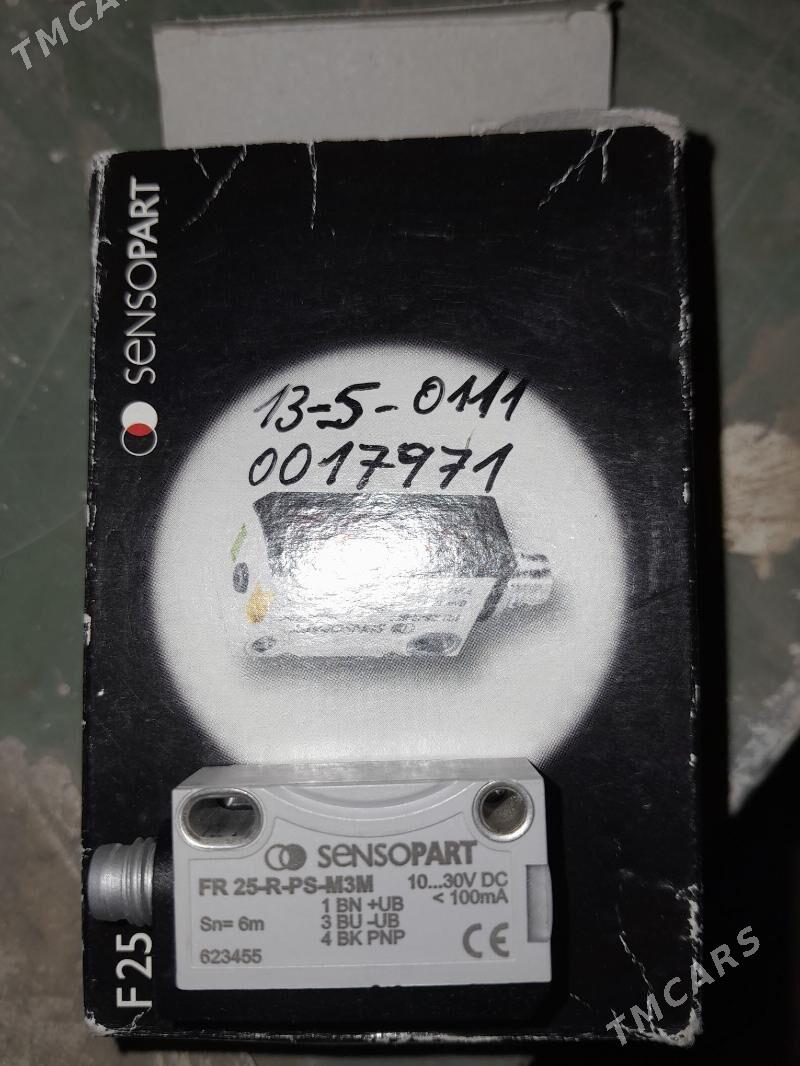 TMCARS
SENSOPART
13-5-0111
0017971
SENSOPART
FR 25-R-PS-M3M
10...30V DC
< 100mA
1 BN +UB
Sn= 6m
3 BU -UB
4 BK PNP
623455
CE
F 25
TMCARS